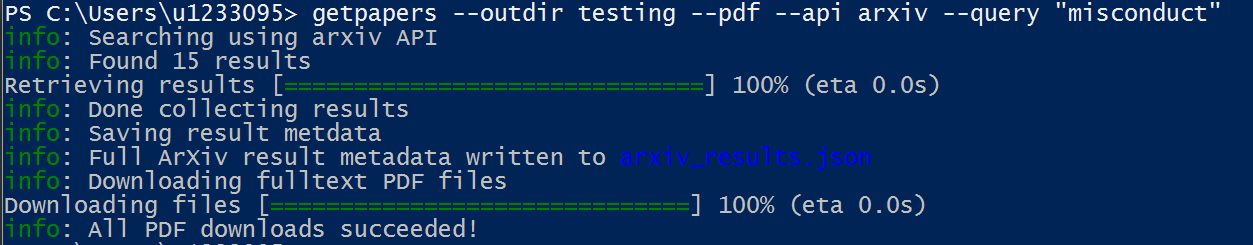 PS C:\Users\u1233095> getpapers --outdir testing --pdf --api arxiv --query "misconduct"
info: Searching using arxiv API
info: Found 15 results
Retrieving results [==============================] 100% (eta 0.0s)
info: Done collecting results
info: Saving result metdata
info: Full ArXiv result metadata written to arxiv_results.json
info: Downloading fulltext PDF files
Downloading files [==============================] 100% (eta 0.0s)
info: All PDF downloads succeeded!